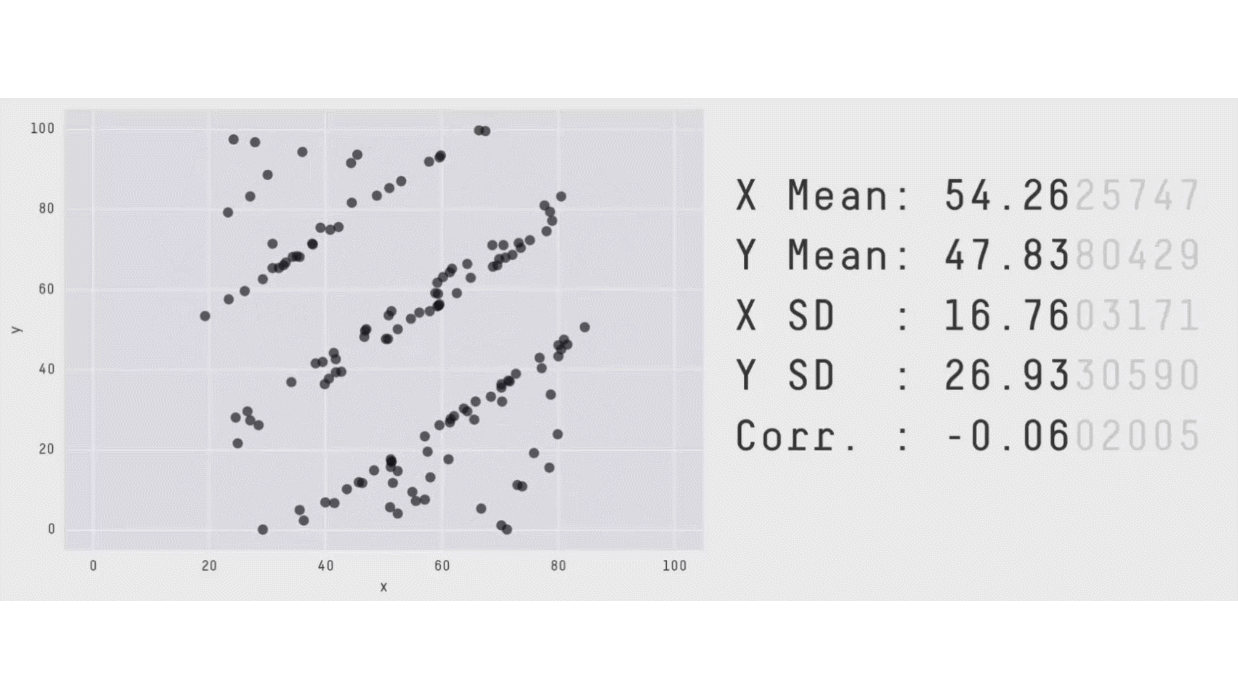 100
80
60
40
20
0
y
0 20 40 60 80 100
x
X Mean: 54.2625747
Y Mean: 47.8380429
X SD : 16.7603171
Y SD : 26.9330590
Corr. : -0.0602005